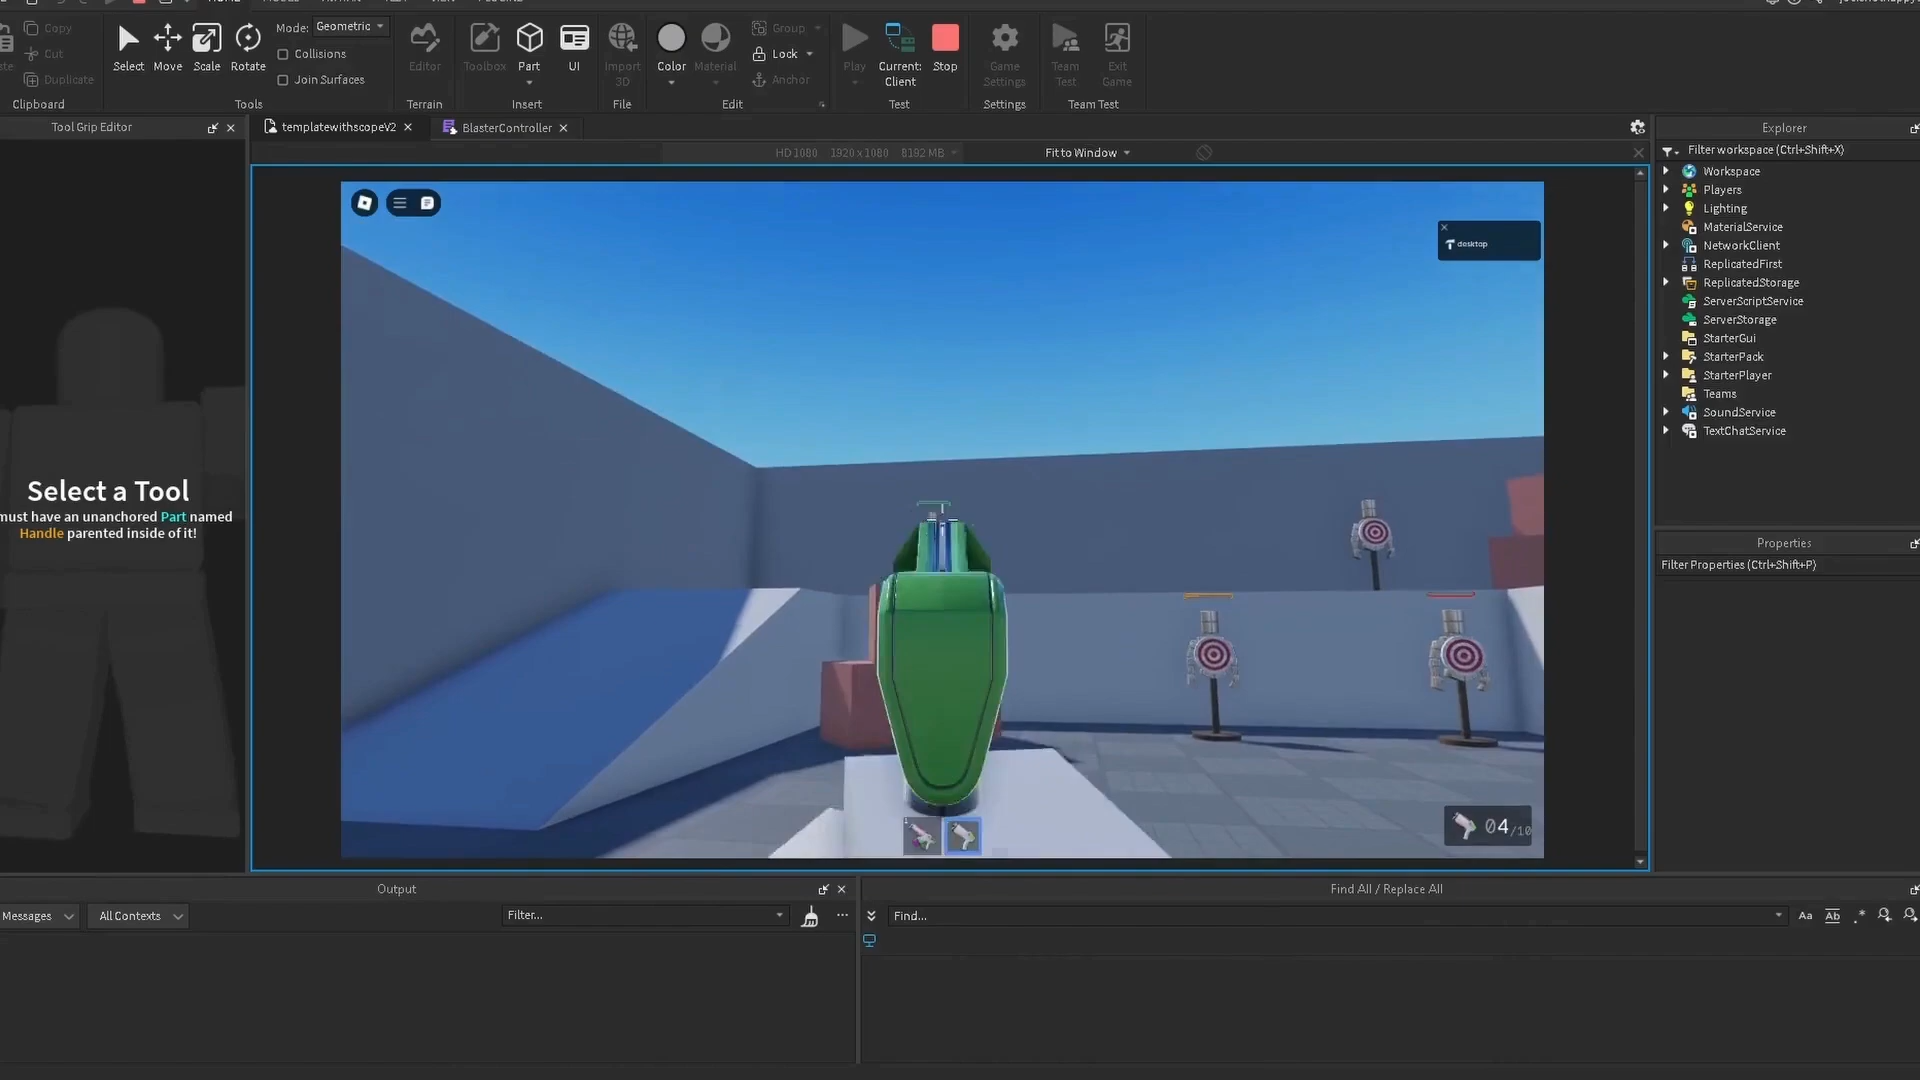 HOME
Copy
Cut
Duplicate
Clipboard
Select
Move
Scale
Rotate
Mode: Geometric
Collisions
Join Surfaces
Tools
Editor
Terrain
Toolbox
Part
UI
Insert
Import
3D
File
Color
Material
Group
Lock
Anchor
Edit
Play
Current:
Client
Stop
Test
Game
Settings
Settings
Team
Test
Exit
Game
Team Test
Tool Grip Editor
templatewithscopeV2
BlasterController
HD 1080 1920 x 1080 8192 MB
Fit to Window
Select a Tool
must have an unanchored Part named
Handle parented inside of it!
desktop
04/10
Explorer
Filter workspace (Ctrl+Shift+X)
Workspace
Players
Lighting
MaterialService
NetworkClient
ReplicatedFirst
ReplicatedStorage
ServerScriptService
ServerStorage
StarterGui
StarterPack
StarterPlayer
Teams
SoundService
TextChatService
Properties
Filter Properties (Ctrl+Shift+P)
Output
Messages
All Contexts
Filter...
Find All / Replace All
Find...
Aa
Ab
.*